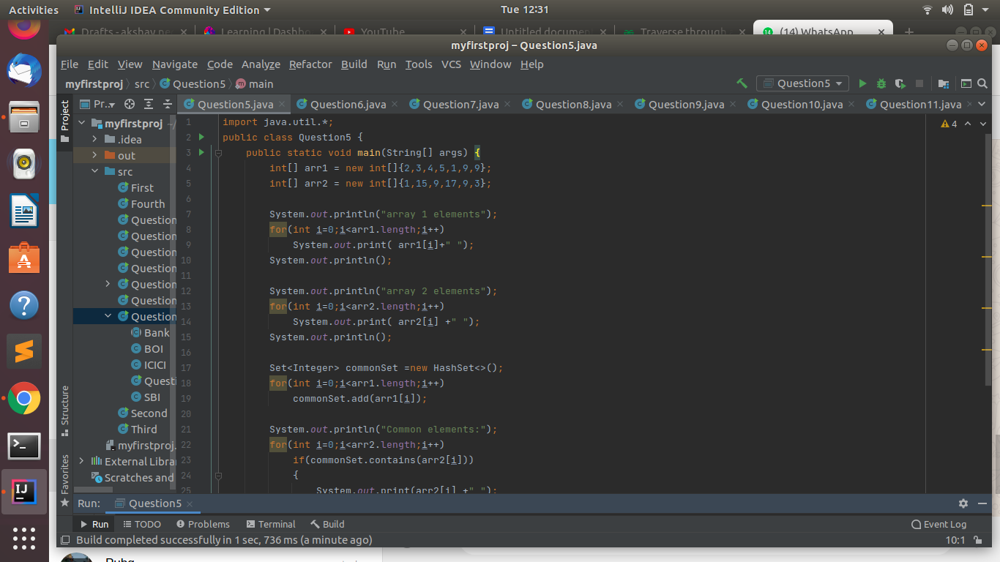 Activities IntelliJ IDEA Community Edition Tue 12:31
Drafts - akshay.ne Learning | Dashbo YouTube Untitled documen Traverse through (14) WhatsApp
myfirstproj – Question5.java
File Edit View Navigate Code Analyze Refactor Build Run Tools VCS Window Help
myfirstproj src Question5 main Question5
Project Pr.. Question5.java Question6.java Question7.java Question8.java Question9.java Question10.java Question11.java
myfirstproj ~/
.idea
out
src
First
Fourth
Question
Question
Question
Question
Question
Question
Question
Bank
BOI
ICICI
Questi
SBI
Second
Third
myfirstproj.
External Libra
Scratches and
Structure
Favorites
4
1 import java.util.*;
2 public class Question5 {
3 public static void main(String[] args) {
4 int[] arr1 = new int[]{2,3,4,5,1,9,9};
5 int[] arr2 = new int[]{1,15,9,17,9,3};
6
7 System.out.println("array 1 elements");
8 for(int i=0;i<arr1.length;i++)
9 System.out.print( arr1[i]+" ");
10 System.out.println();
11
12 System.out.println("array 2 elements");
13 for(int i=0;i<arr2.length;i++)
14 System.out.print( arr2[i] +" ");
15 System.out.println();
16
17 Set<Integer> commonSet =new HashSet<>();
18 for(int i=0;i<arr1.length;i++)
19 commonSet.add(arr1[i]);
20
21 System.out.println("Common elements:");
22 for(int i=0;i<arr2.length;i++)
23 if(commonSet.contains(arr2[i]))
24 {
25 System.out.print(arr2[i] +" ");
Run: Question5
Run TODO Problems Terminal Build Event Log
Build completed successfully in 1 sec, 736 ms (a minute ago) 10:1